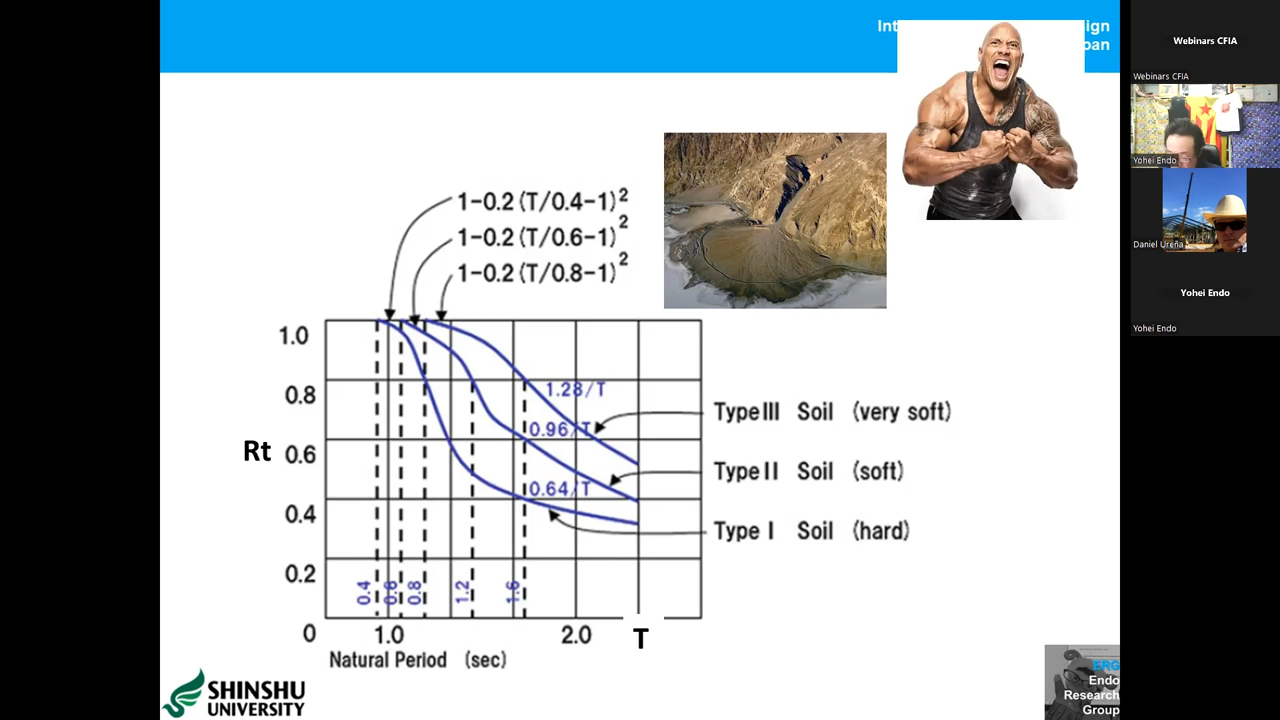 Int
ign
pan
1-0.2 (T/0.4-1)²
1-0.2 (T/0.6-1)²
1-0.2 (T/0.8-1)²
1.0
0.8
Rt
0.6
0.4
0.2
0
1.28/T
0.96/T
0.64/T
0.4
0.6
0.8
1.2
1.6
Type III Soil (very soft)
Type II Soil (soft)
Type I Soil (hard)
1.0
2.0
T
Natural Period (sec)
SHINSHU
UNIVERSITY
ERG
Endo
Research
Group
Webinars CFIA
Webinars CFIA
Yohei Endo
Daniel Ureña
Yohei Endo
Yohei Endo